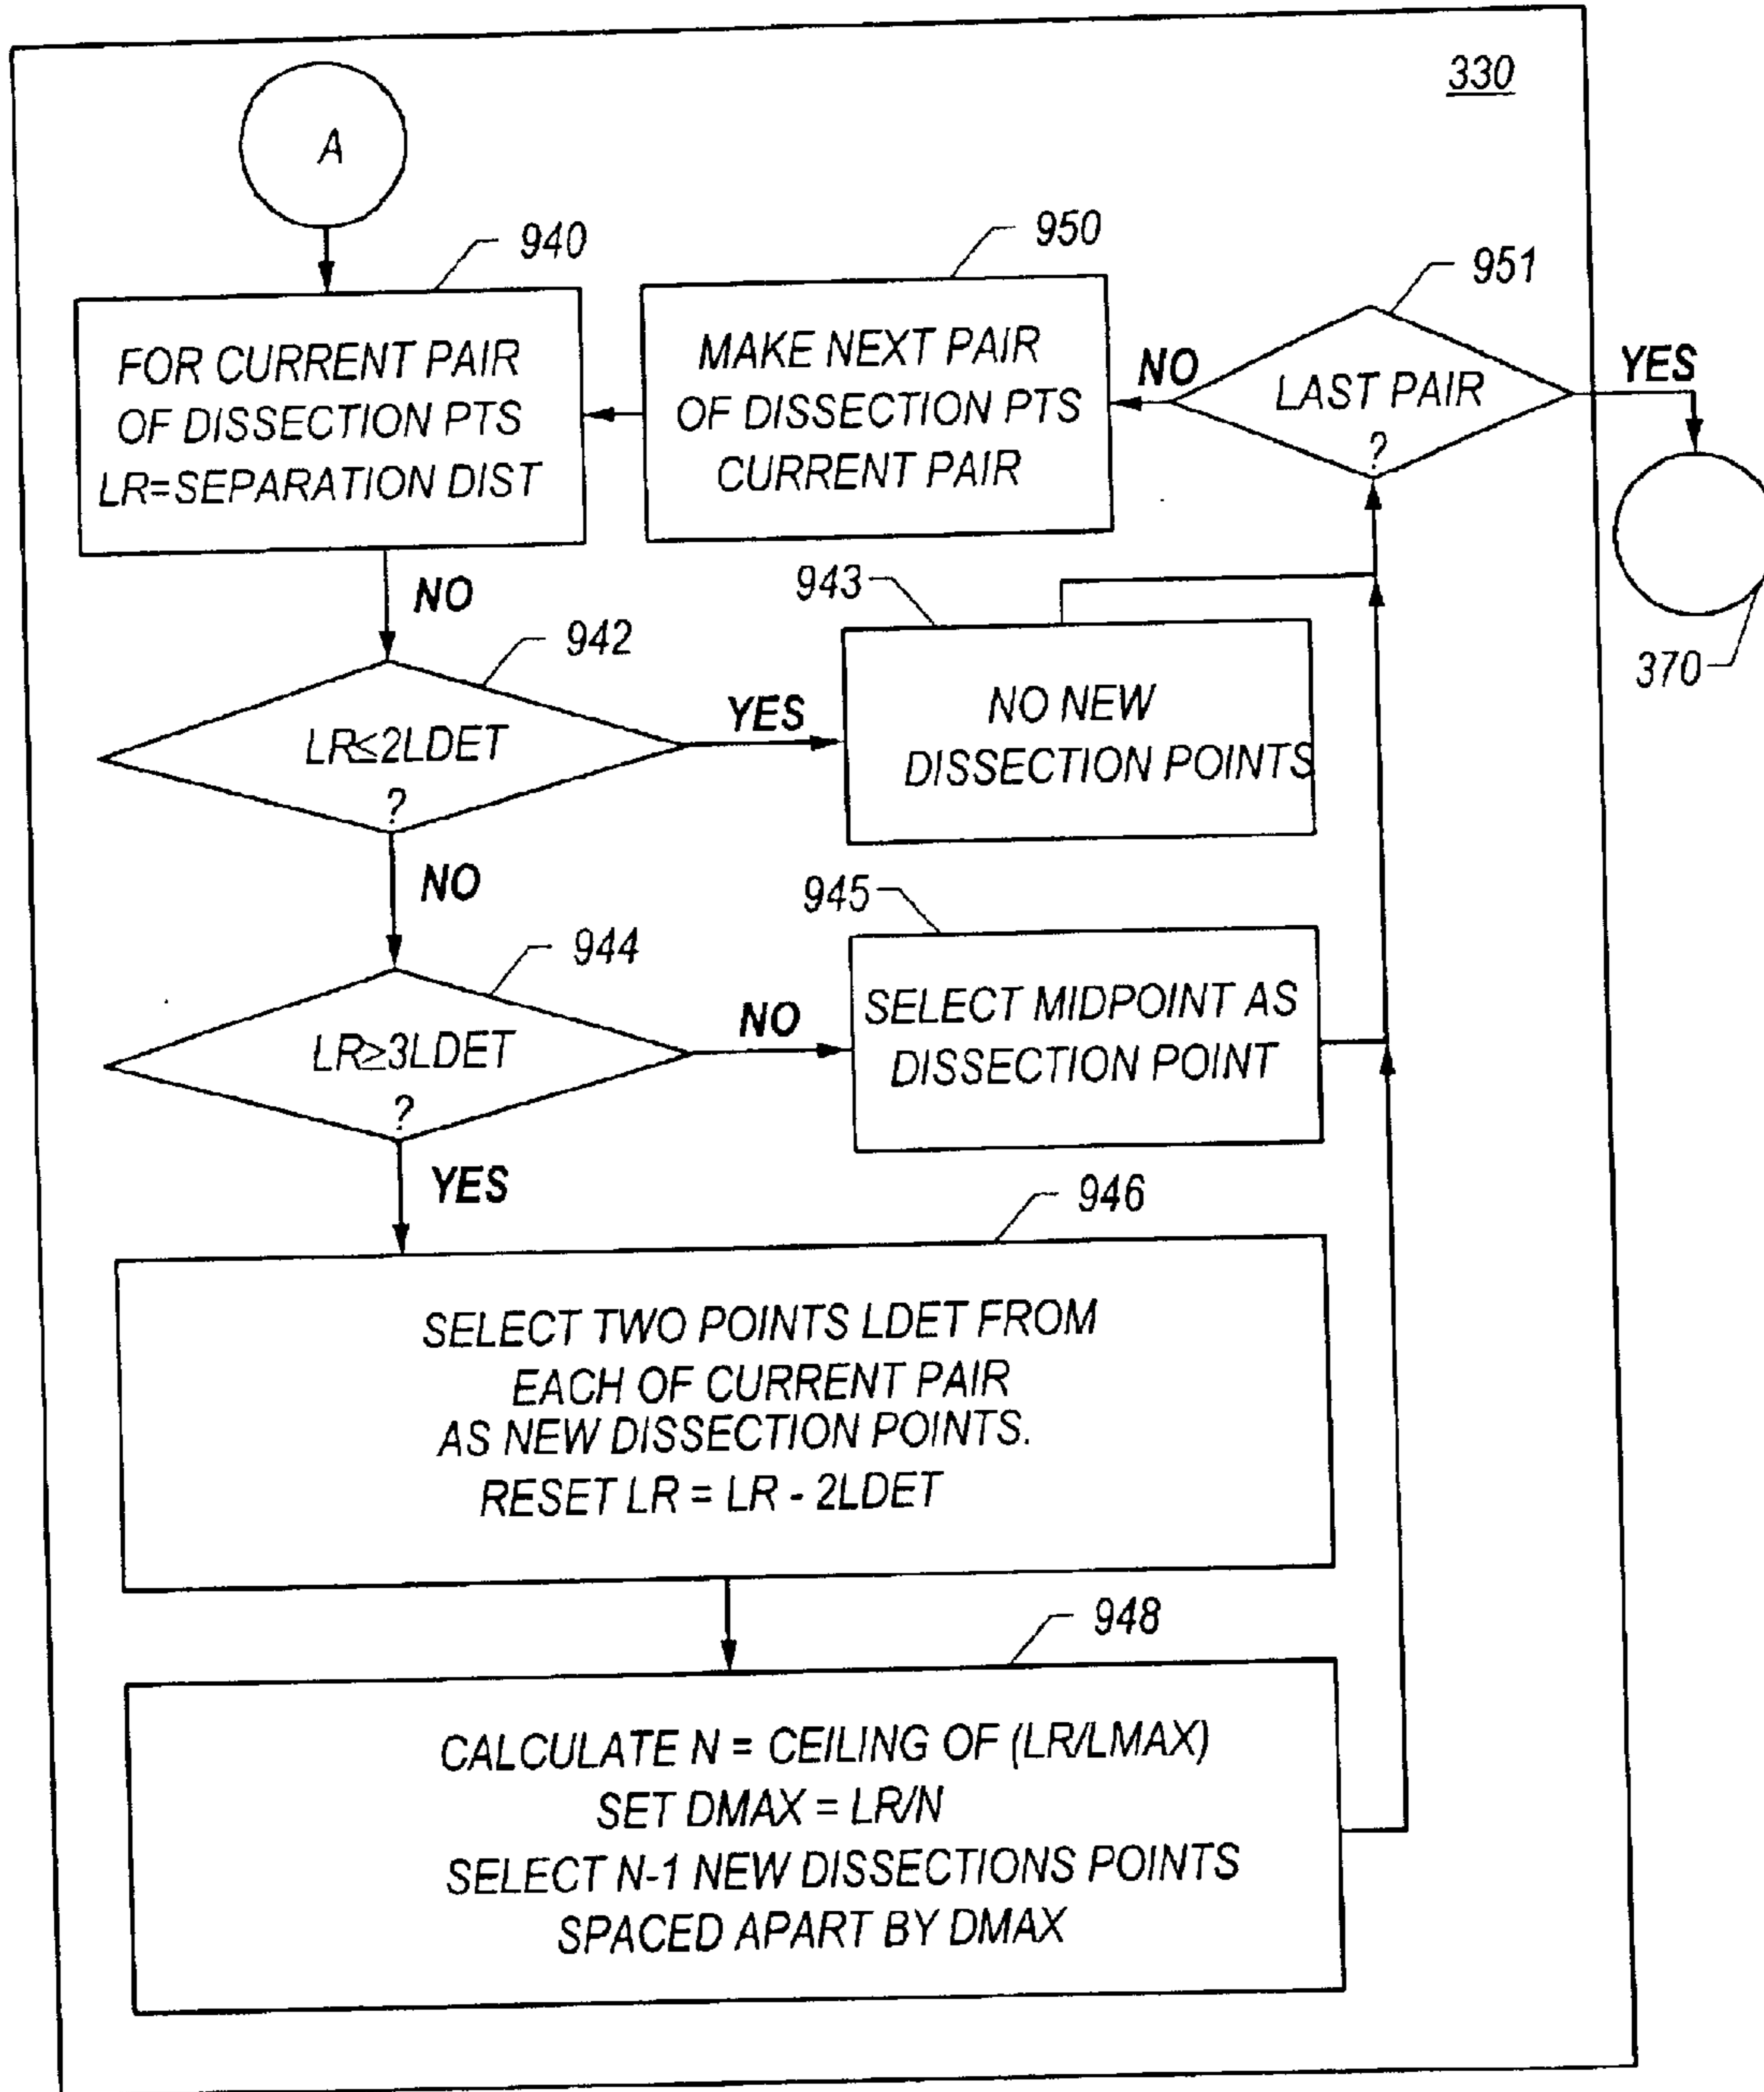 330
A
940
FOR CURRENT PAIR
OF DISSECTION PTS
LR=SEPARATION DIST
950
MAKE NEXT PAIR
OF DISSECTION PTS
CURRENT PAIR
951
NO
LAST PAIR
?
YES
370
NO
942
LR≤2LDET
?
YES
943
NO NEW
DISSECTION POINTS
NO
944
LR≥3LDET
?
NO
945
SELECT MIDPOINT AS
DISSECTION POINT
YES
946
SELECT TWO POINTS LDET FROM
EACH OF CURRENT PAIR
AS NEW DISSECTION POINTS.
RESET LR = LR - 2LDET
948
CALCULATE N = CEILING OF (LR/LMAX)
SET DMAX = LR/N
SELECT N-1 NEW DISSECTIONS POINTS
SPACED APART BY DMAX